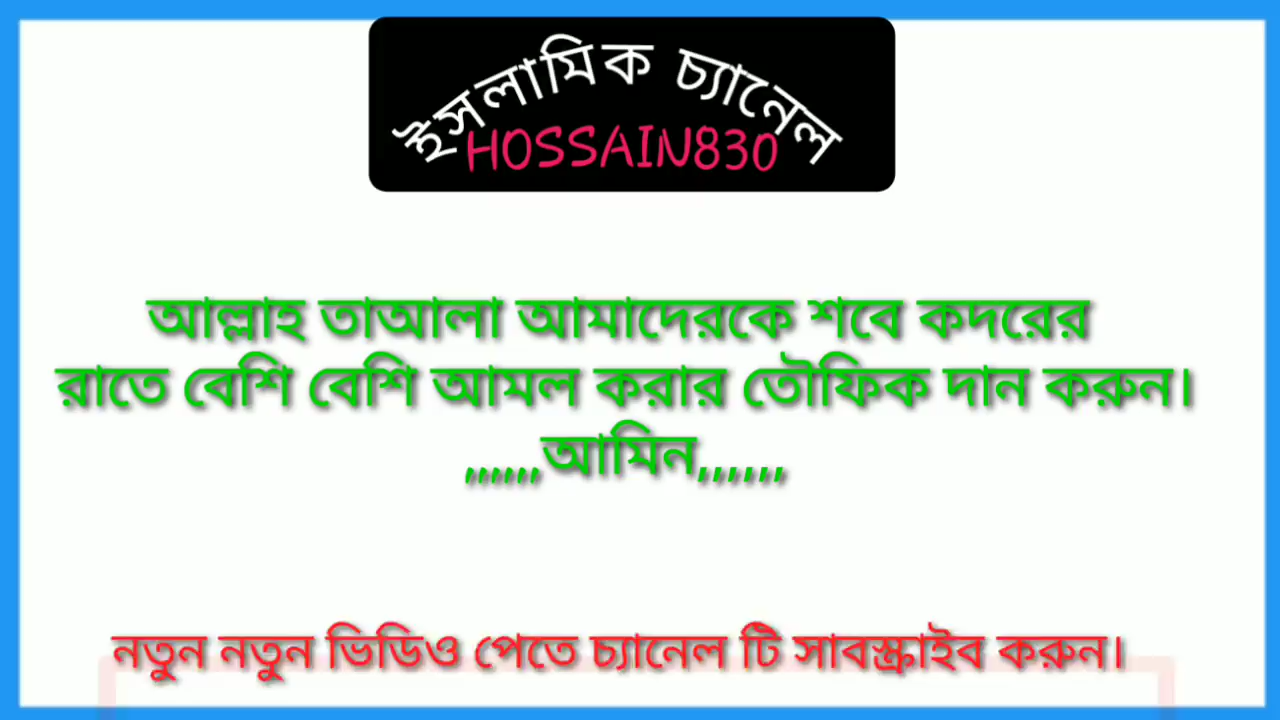 ইসলামিক চ্যানেল
HOSSAIN830
আল্লাহ তাআলা আমাদেরকে শবে কদরের
রাতে বেশি বেশি আমল করার তৌফিক দান করুন।
,,,,,,আমিন,,,,,,
নতুন নতুন ভিডিও পেতে চ্যানেল টি সাবস্ক্রাইব করুন।